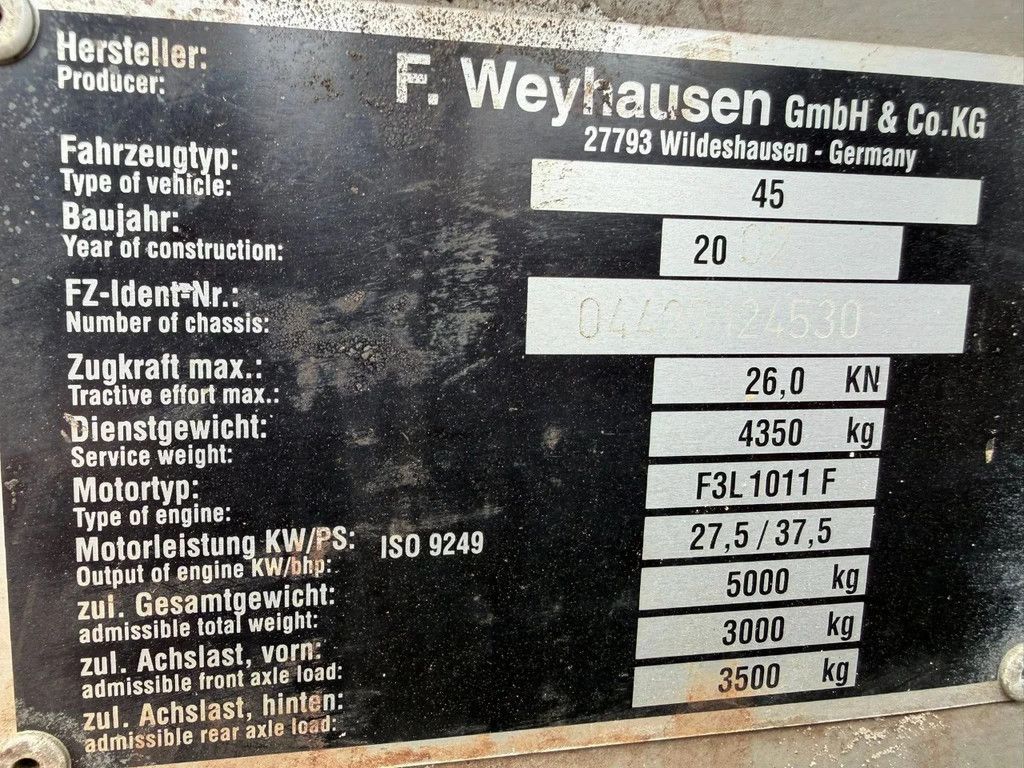 Hersteller: F. Weyhausen GmbH & Co.KG
Producer: 27793 Wildeshausen - Germany
Fahrzeugtyp: 45
Type of vehicle:
Baujahr: 20
Year of construction:
FZ-Ident-Nr.:
Number of chassis:
Zugkraft max.: 26,0 KN
Tractive effort max.:
Dienstgewicht: 4350 kg
Service weight:
Motortyp: F3L 1011 F
Type of engine:
Motorleistung KW/PS: ISO 9249 27,5 / 37,5
Output of engine KW/bhp:
zul. Gesamtgewicht: 5000 kg
admissible total weight:
zul. Achslast, vorn: 3000 kg
admissible front axle load:
zul. Achslast, hinten: 3500 kg
admissible rear axle load: